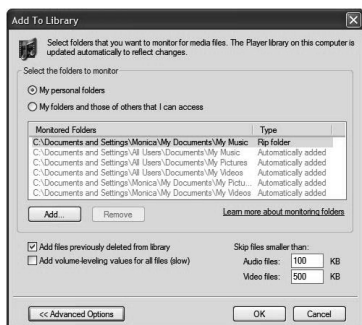 Add To Library
Select folders that you want to monitor for media files. The Player library on this computer is
updated automatically to reflect changes.
Select the folders to monitor
My personal folders
My folders and those of others that I can access
Monitored Folders Type
C:\Documents and Settings\Monica\My Documents\My Music Rip folder
C:\Documents and Settings\All Users\Documents\My Music Automatically added
C:\Documents and Settings\All Users\Documents\My Pictures Automatically added
C:\Documents and Settings\All Users\Documents\My Videos Automatically added
C:\Documents and Settings\Monica\My Documents\My Pictu... Automatically added
C:\Documents and Settings\Monica\My Documents\My Videos Automatically added
Add... Remove Learn more about monitoring folders
Add files previously deleted from library Skip files smaller than:
Add volume-leveling values for all files (slow) Audio files: 100 KB
Video files: 500 KB
<< Advanced Options OK Cancel